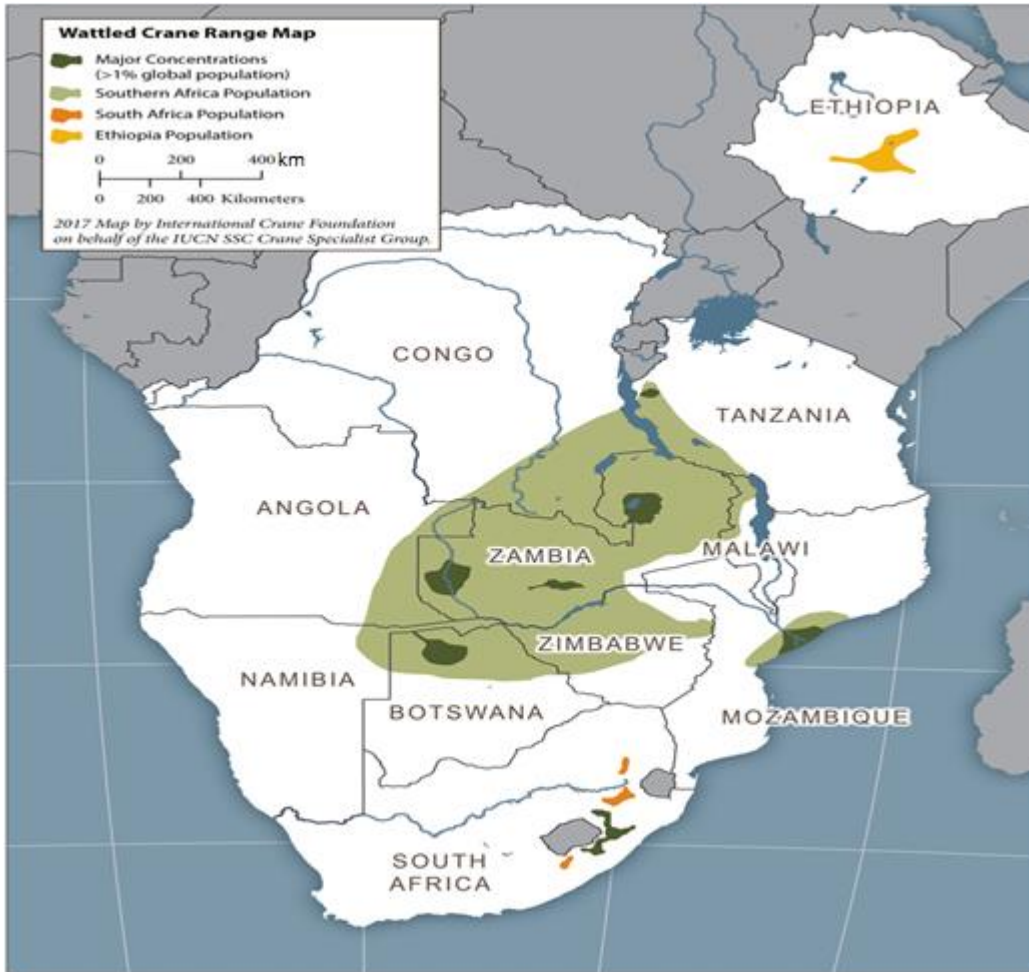 Wattled Crane Range Map
Major Concentrations
(>1% global population)
Southern Africa Population
South Africa Population
Ethiopia Population
0 200 400 km
0 200 400 Kilometers
2017 Map by International Crane Foundation
on behalf of the IUCN SSC Crane Specialist Group.
ETHIOPIA
CONGO
TANZANIA
ANGOLA
ZAMBIA
MALAWI
ZIMBABWE
NAMIBIA
BOTSWANA
MOZAMBIQUE
SOUTH
AFRICA